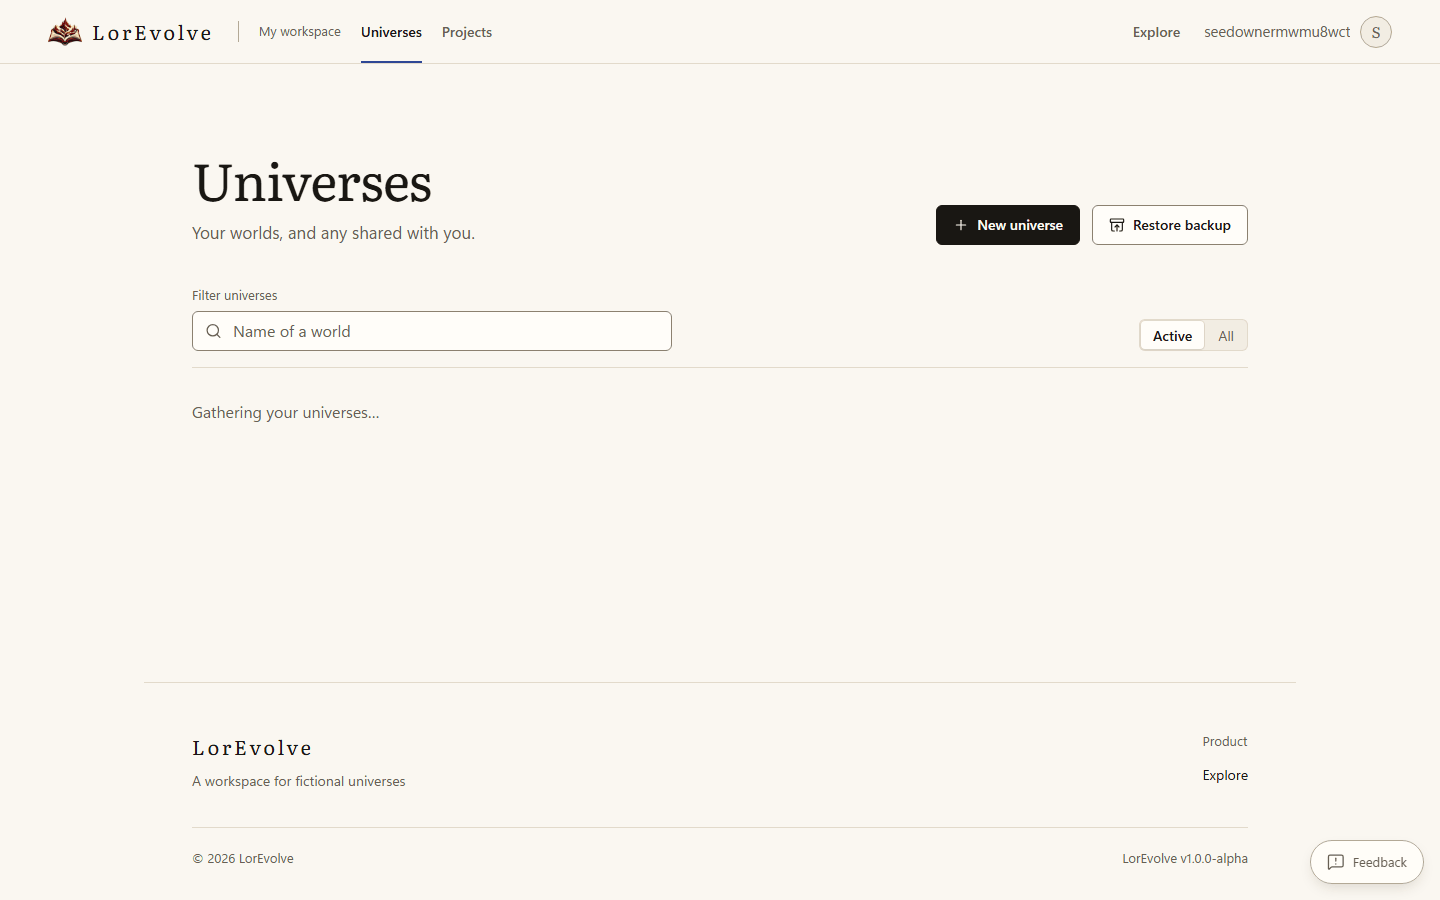 LorEvolve
My workspace
Universes
Projects
Explore
seedownermwmu8wct
S
Universes
Your worlds, and any shared with you.
New universe
Restore backup
Filter universes
Name of a world
Active
All
Gathering your universes...
LorEvolve
A workspace for fictional universes
Product
Explore
© 2026 LorEvolve
LorEvolve v1.0.0-alpha
Feedback